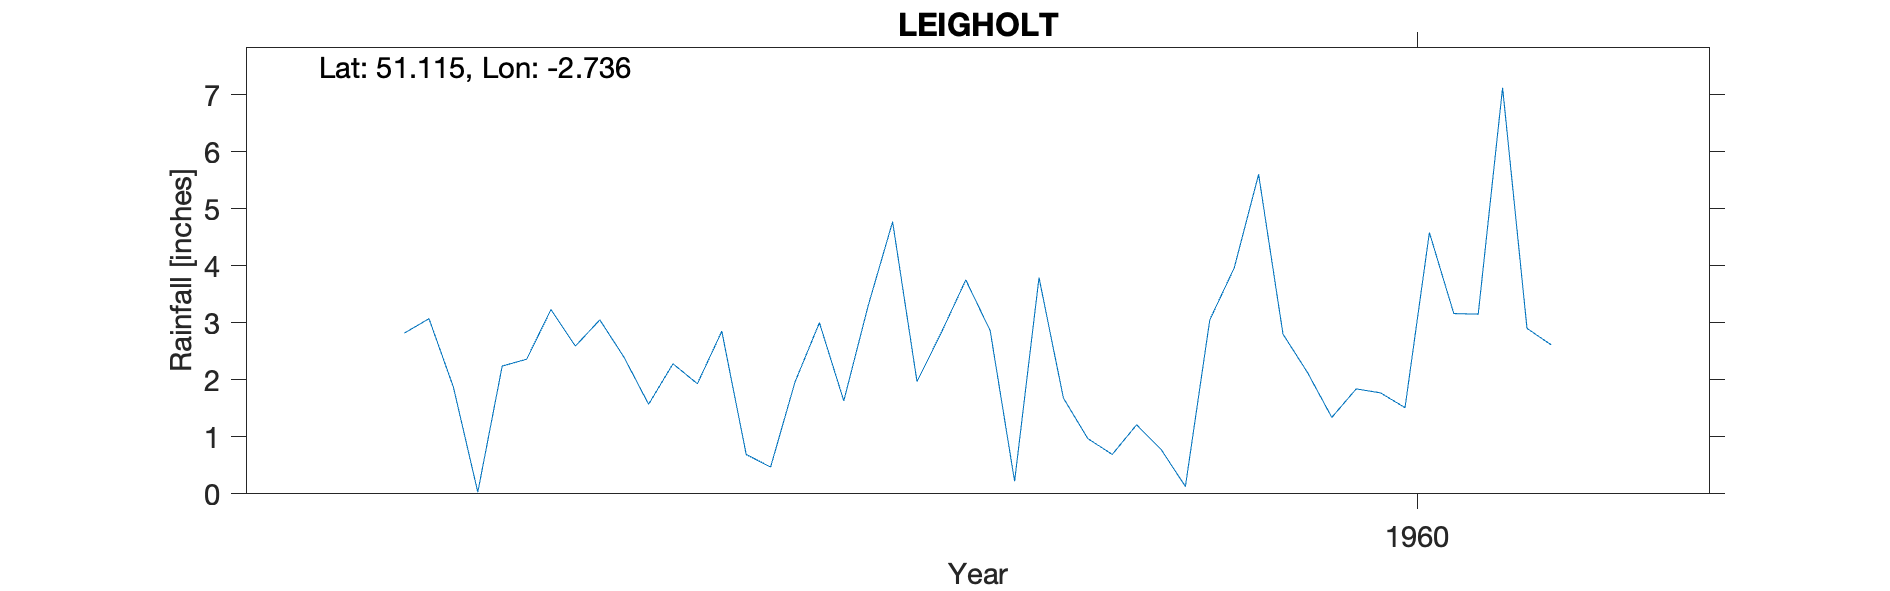 LEIGHOLT
Lat: 51.115, Lon: -2.736
7
6
5
4
3
2
1
0
Rainfall [inches]
1960
Year